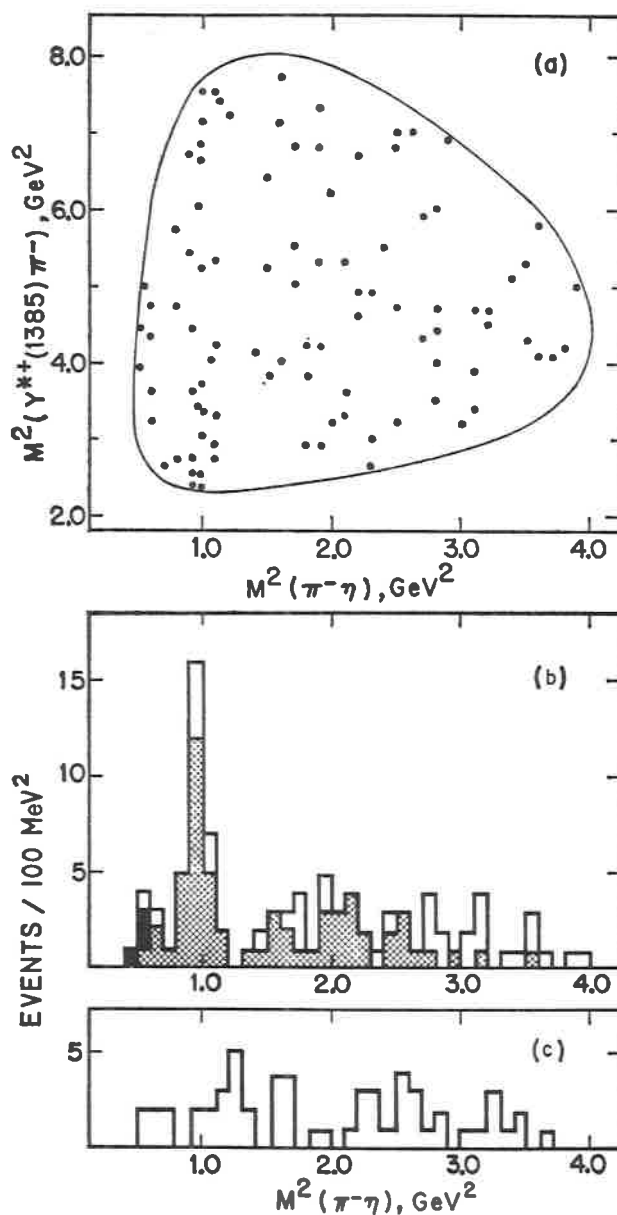 (a)
M²(Y*⁺(1385)π⁻), GeV²
8.0
6.0
4.0
2.0
1.0 2.0 3.0 4.0
M²(π⁻η), GeV²
(b)
EVENTS / 100 MeV²
15
10
5
1.0 2.0 3.0 4.0
(c)
5
1.0 2.0 3.0 4.0
M²(π⁻η), GeV²